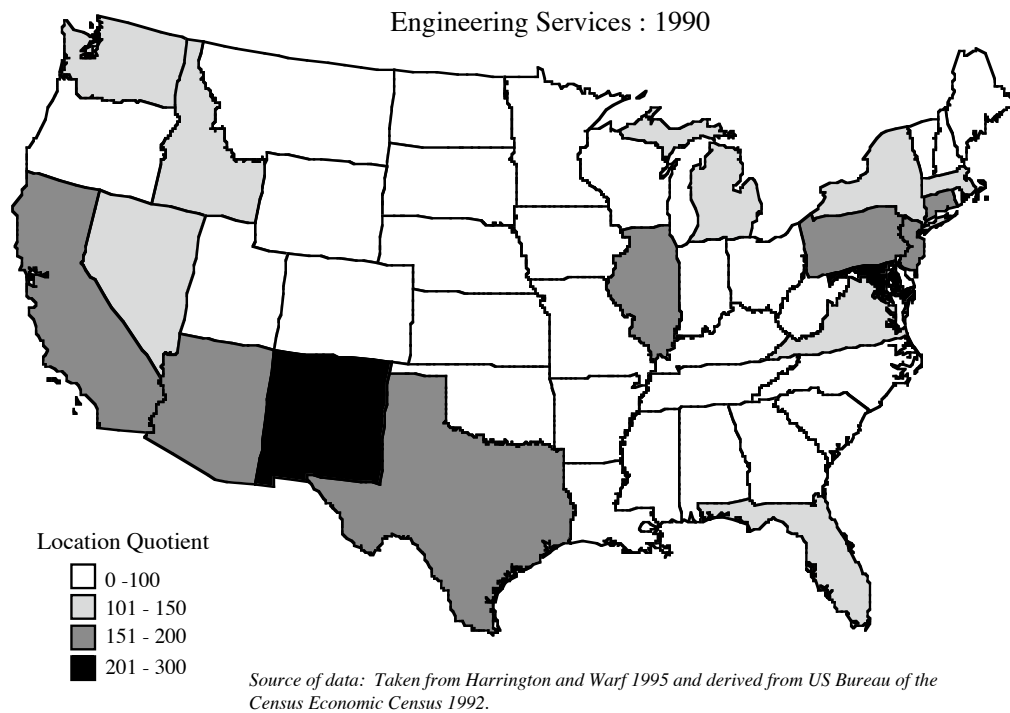 Engineering Services : 1990
Location Quotient
0 -100
101 - 150
151 - 200
201 - 300
Source of data: Taken from Harrington and Warf 1995 and derived from US Bureau of the
Census Economic Census 1992.